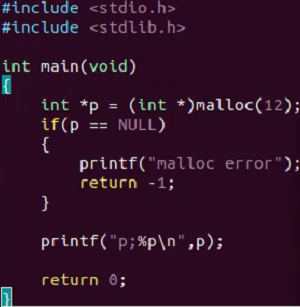 #include <stdio.h>
#include <stdlib.h>
int main(void)
{
int *p = (int *)malloc(12);
if(p == NULL)
{
printf("malloc error");
return -1;
}
printf("p;%p\n",p);
return 0;
}